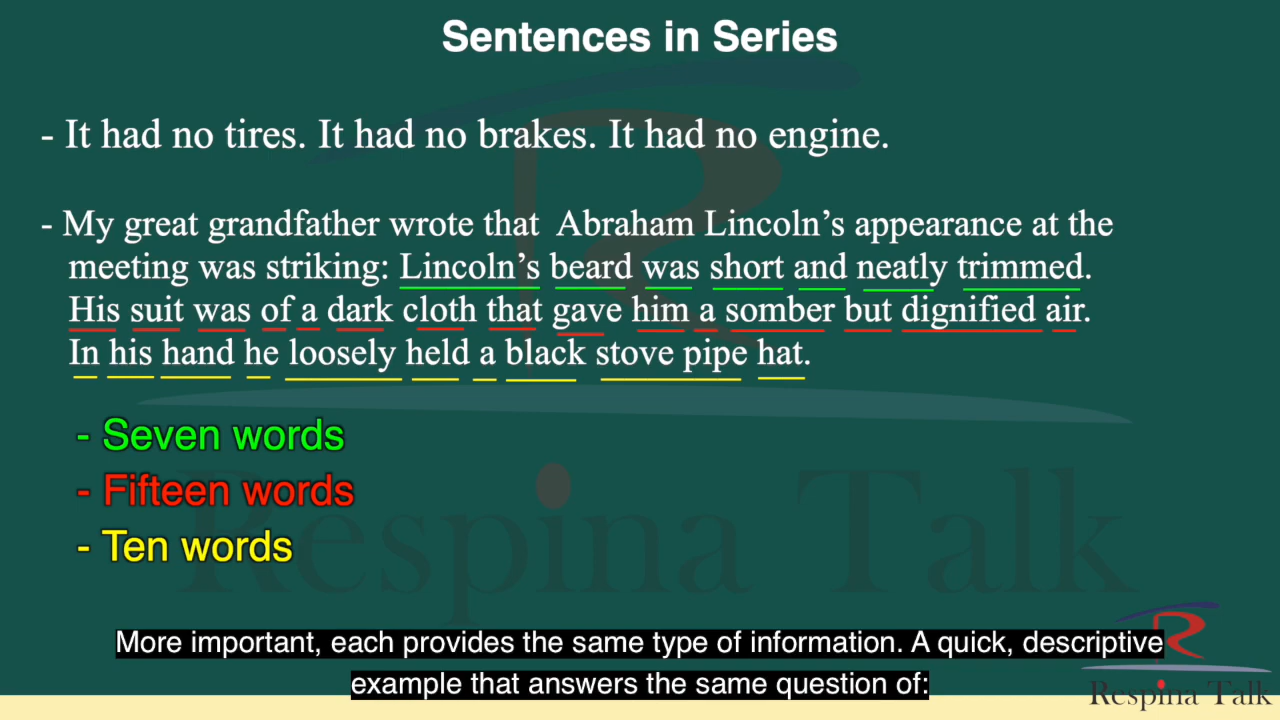 Sentences in Series
- It had no tires. It had no brakes. It had no engine.
- My great grandfather wrote that Abraham Lincoln’s appearance at the
meeting was striking: Lincoln’s beard was short and neatly trimmed.
His suit was of a dark cloth that gave him a somber but dignified air.
In his hand he loosely held a black stove pipe hat.
- Seven words
- Fifteen words
- Ten words
More important, each provides the same type of information. A quick, descriptive
example that answers the same question of:
R
Respina Talk
R
Respina Talk